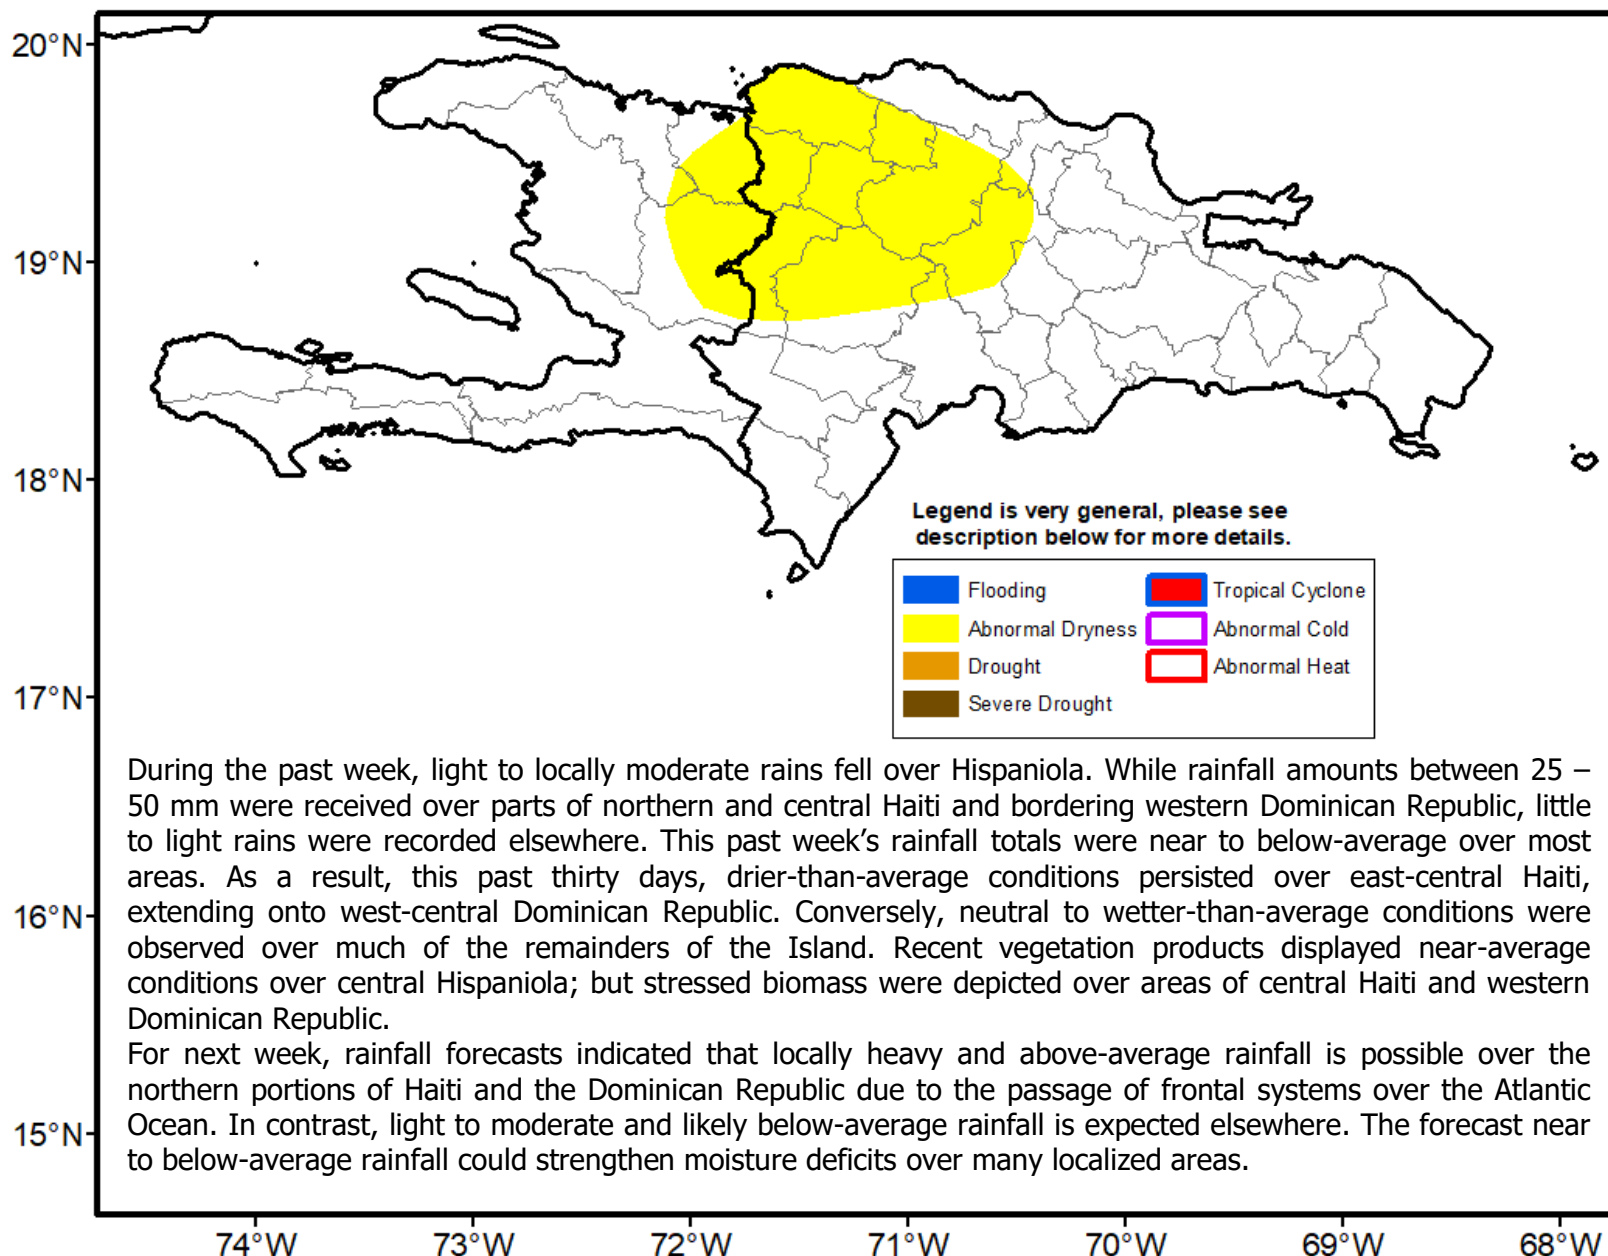 20°N
19°N
18°N
17°N
16°N
15°N
Legend is very general, please see
description below for more details.
Flooding
Tropical Cyclone
Abnormal Dryness
Abnormal Cold
Drought
Abnormal Heat
Severe Drought
During the past week, light to locally moderate rains fell over Hispaniola. While rainfall amounts between 25 –
50 mm were received over parts of northern and central Haiti and bordering western Dominican Republic, little
to light rains were recorded elsewhere. This past week’s rainfall totals were near to below-average over most
areas. As a result, this past thirty days, drier-than-average conditions persisted over east-central Haiti,
extending onto west-central Dominican Republic. Conversely, neutral to wetter-than-average conditions were
observed over much of the remainders of the Island. Recent vegetation products displayed near-average
conditions over central Hispaniola; but stressed biomass were depicted over areas of central Haiti and western
Dominican Republic.
For next week, rainfall forecasts indicated that locally heavy and above-average rainfall is possible over the
northern portions of Haiti and the Dominican Republic due to the passage of frontal systems over the Atlantic
Ocean. In contrast, light to moderate and likely below-average rainfall is expected elsewhere. The forecast near
to below-average rainfall could strengthen moisture deficits over many localized areas.
74°W 73°W 72°W 71°W 70°W 69°W 68°W